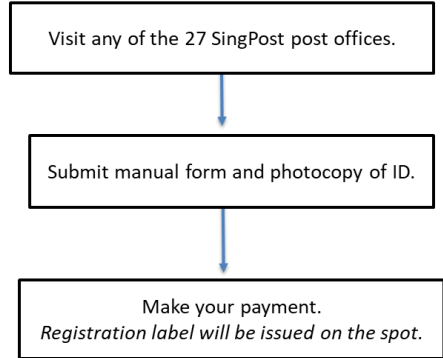 Visit any of the 27 SingPost post offices.
Submit manual form and photocopy of ID.
Make your payment.
Registration label will be issued on the spot.